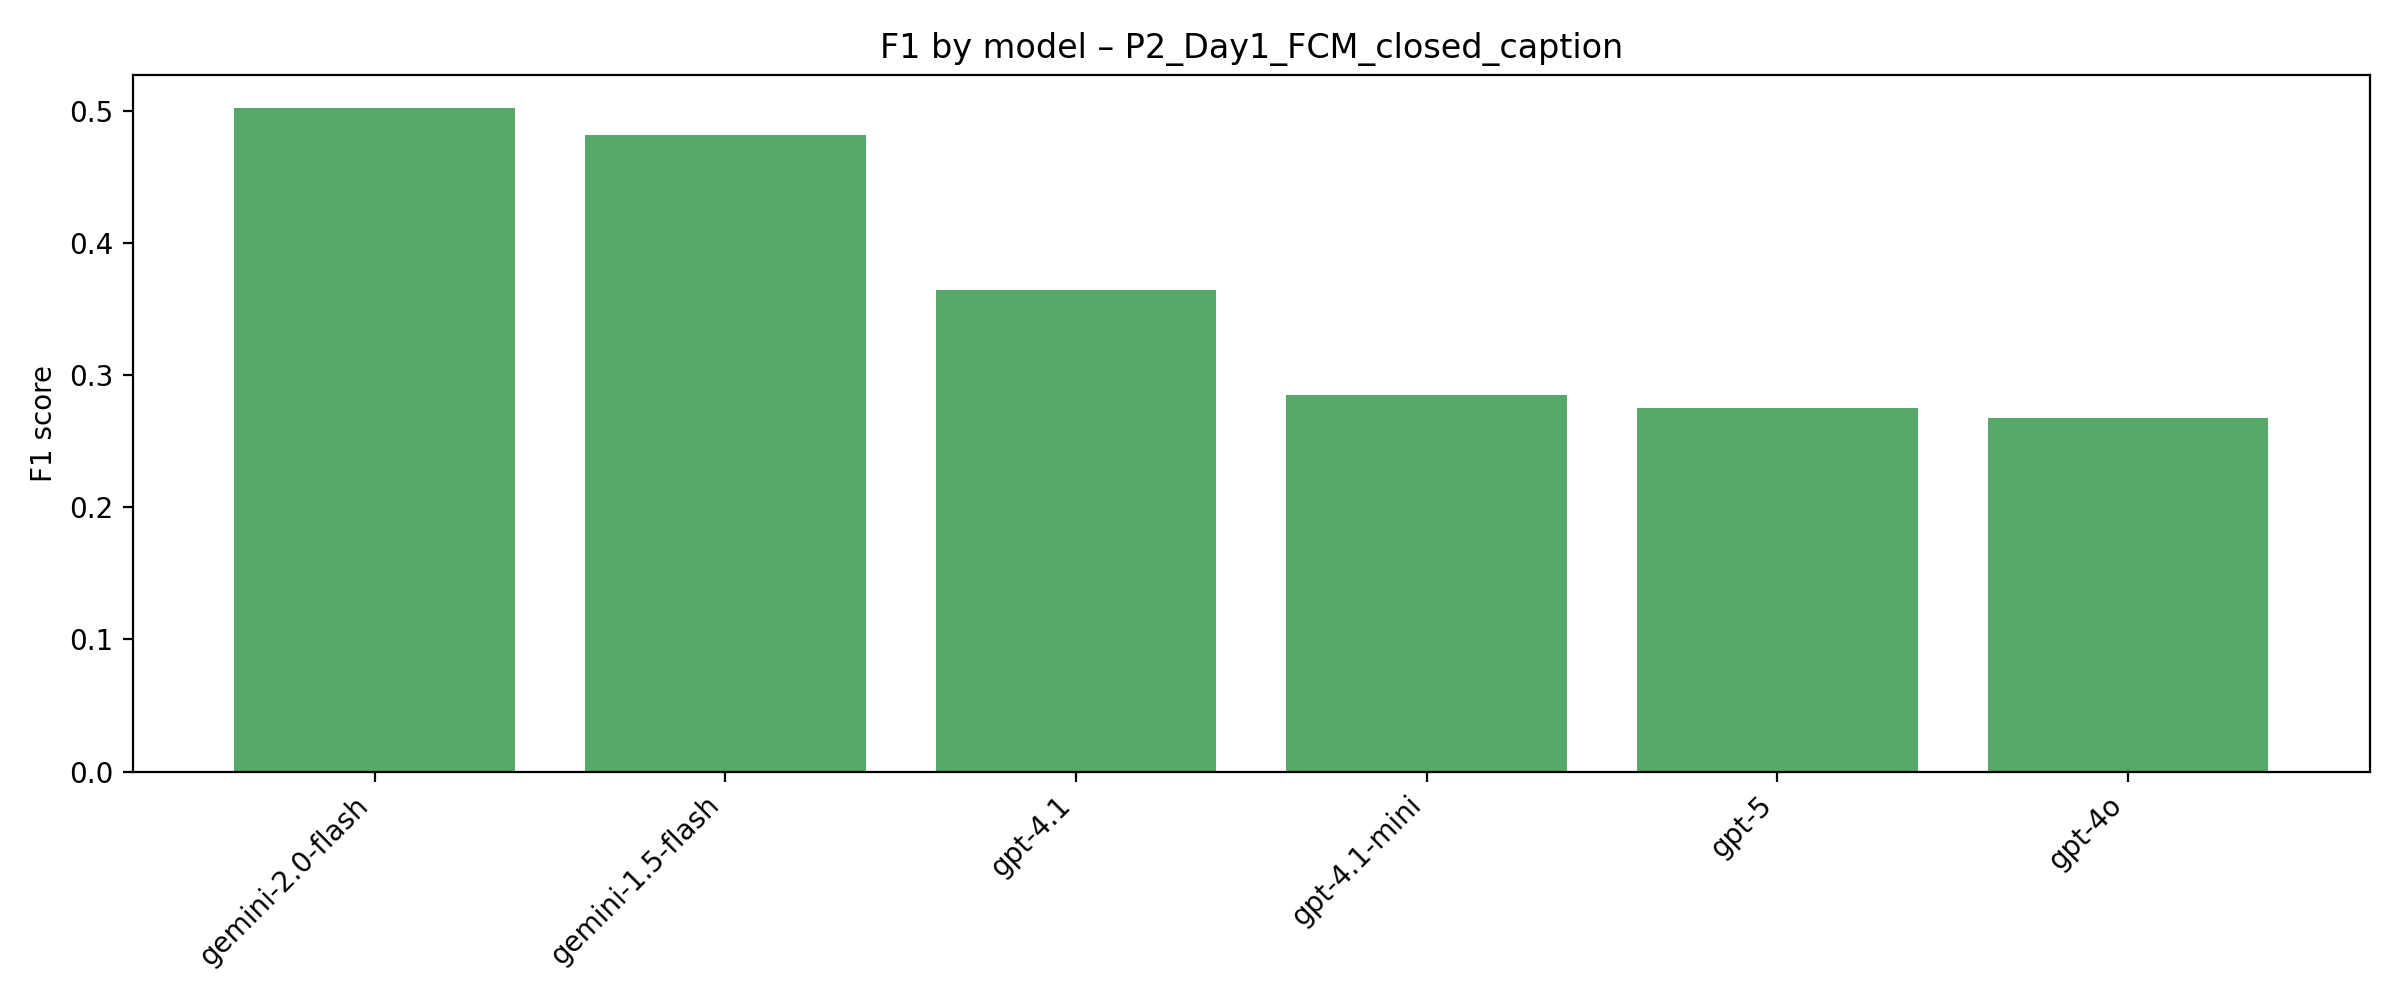 F1 by model – P2_Day1_FCM_closed_caption
F1 score
0.5
0.4
0.3
0.2
0.1
0.0
gemini-2.0-flash
gemini-1.5-flash
gpt-4.1
gpt-4.1-mini
gpt-5
gpt-4o